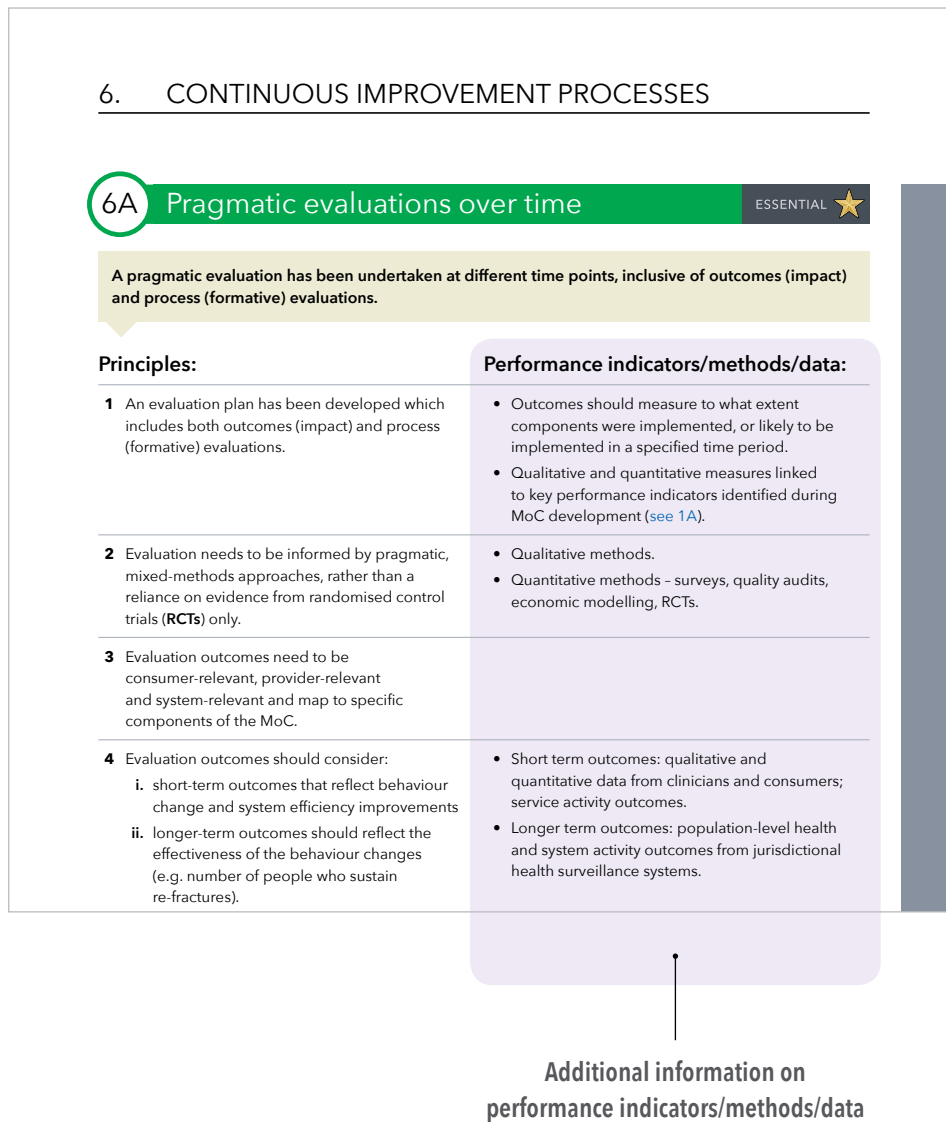 6. CONTINUOUS IMPROVEMENT PROCESSES
6A Pragmatic evaluations over time ESSENTIAL
A pragmatic evaluation has been undertaken at different time points, inclusive of outcomes (impact)
and process (formative) evaluations.
Principles:
Performance indicators/methods/data:
1 An evaluation plan has been developed which
includes both outcomes (impact) and process
(formative) evaluations.
• Outcomes should measure to what extent
components were implemented, or likely to be
implemented in a specified time period.
• Qualitative and quantitative measures linked
to key performance indicators identified during
MoC development (see 1A).
2 Evaluation needs to be informed by pragmatic,
mixed-methods approaches, rather than a
reliance on evidence from randomised control
trials (RCTs) only.
• Qualitative methods.
• Quantitative methods – surveys, quality audits,
economic modelling, RCTs.
3 Evaluation outcomes need to be
consumer-relevant, provider-relevant
and system-relevant and map to specific
components of the MoC.
4 Evaluation outcomes should consider:
i. short-term outcomes that reflect behaviour
change and system efficiency improvements
ii. longer-term outcomes should reflect the
effectiveness of the behaviour changes
(e.g. number of people who sustain
re-fractures).
• Short term outcomes: qualitative and
quantitative data from clinicians and consumers;
service activity outcomes.
• Longer term outcomes: population-level health
and system activity outcomes from jurisdictional
health surveillance systems.
Additional information on
performance indicators/methods/data